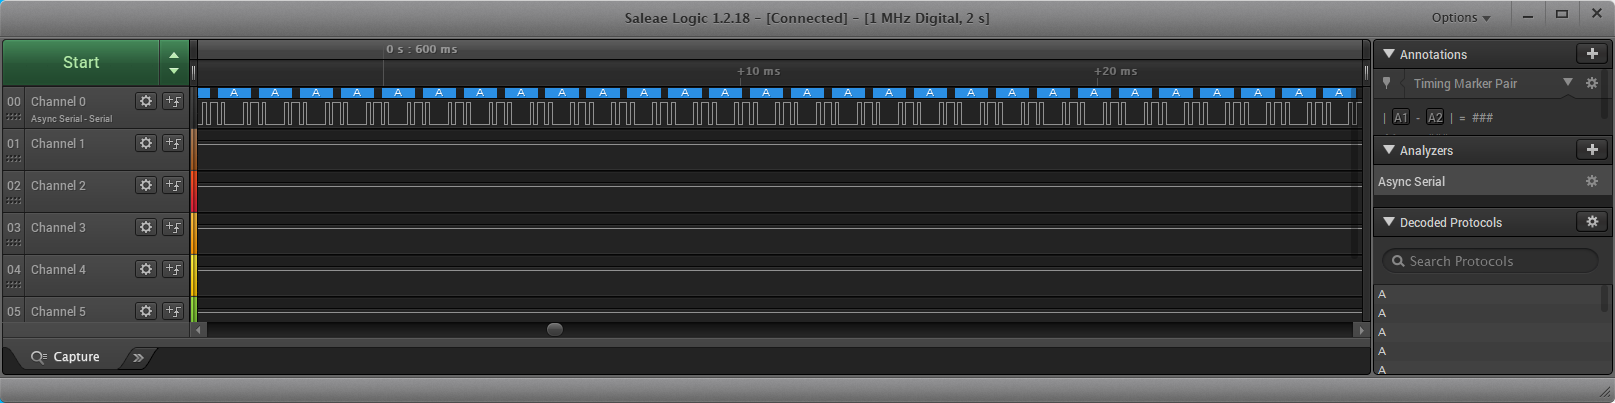 Saleae Logic 1.2.18 - [Connected] - [1 MHz Digital, 2 s]
Options
Start
0 s : 600 ms
+10 ms
+20 ms
Annotations
Timing Marker Pair
| A1 - A2 | = ###
00 Channel 0
Async Serial - Serial
A A A A A A A A A A A A A A A A A A A A A A A A A A A A
01 Channel 1
02 Channel 2
03 Channel 3
04 Channel 4
05 Channel 5
Analyzers
Async Serial
Decoded Protocols
Search Protocols
A
A
A
A
A
Capture